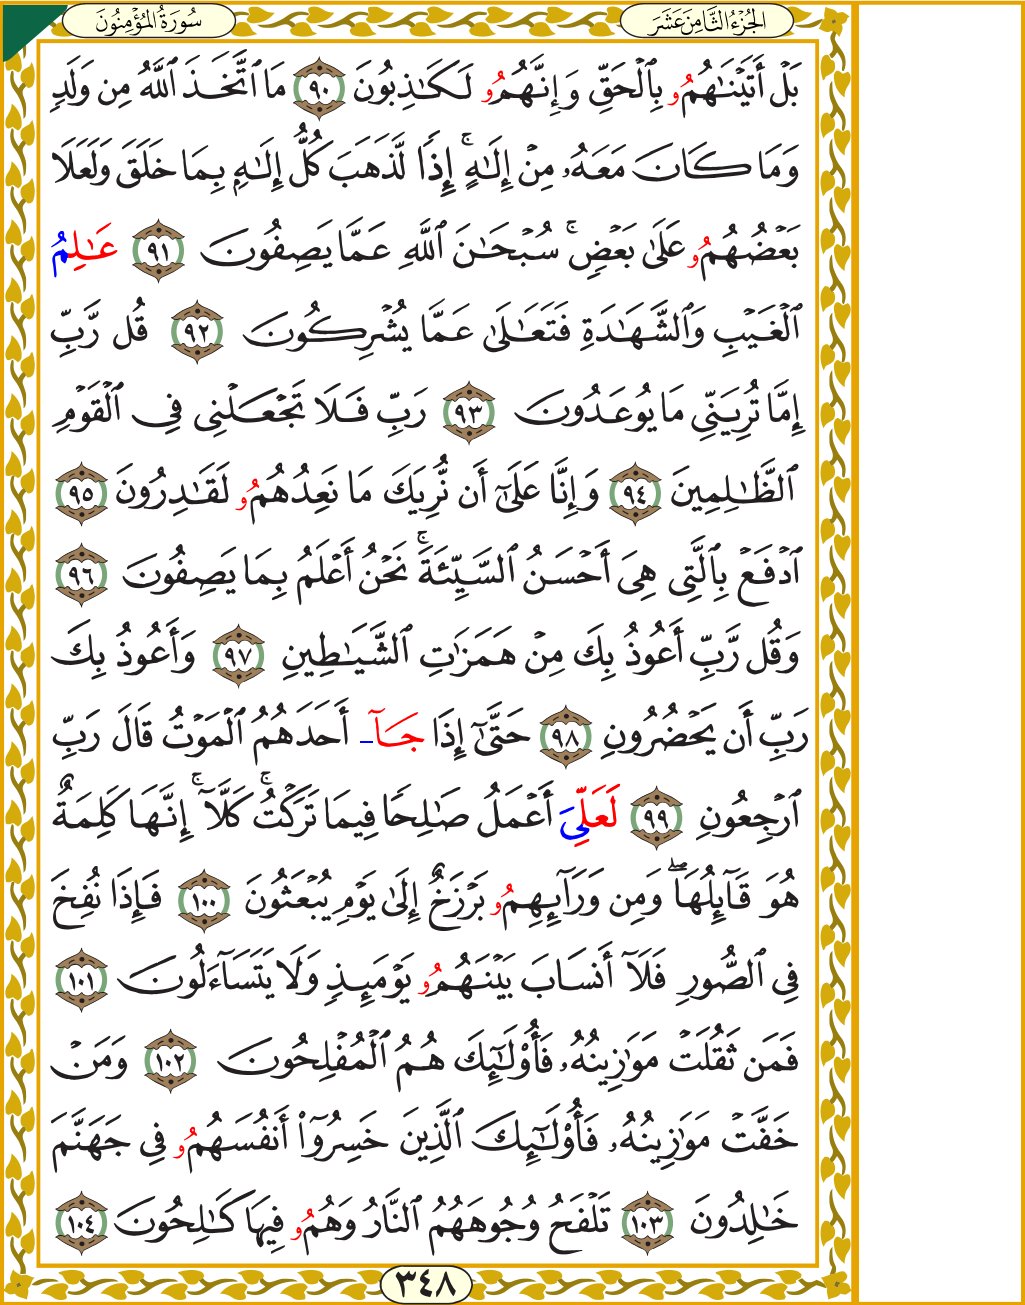 الجُزْءُ الثَّامِنَ عَشَرَ
سُورَةُ المُؤْمِنُونَ
بَلْ أَتَيْنَٰهُمُۥ بِالْحَقِّ وَإِنَّهُمُۥ لَكَٰذِبُونَ ٩٠ مَا ٱتَّخَذَ ٱللَّهُ مِن وَلَدٍ
وَمَا كَانَ مَعَهُۥ مِنْ إِلَٰهٍۚ إِذًا لَّذَهَبَ كُلُّ إِلَٰهِۭ بِمَا خَلَقَ وَلَعَلَا
بَعْضُهُمُۥ عَلَىٰ بَعْضٍۚ سُبْحَٰنَ ٱللَّهِ عَمَّا يَصِفُونَ ٩١ عَٰلِمُ
ٱلْغَيْبِ وَٱلشَّهَٰدَةِ فَتَعَٰلَىٰ عَمَّا يُشْرِكُونَ ٩٢ قُل رَّبِّ
إِمَّا تُرِيَنِّي مَا يُوعَدُونَ ٩٣ رَبِّ فَلَا تَجْعَلْنِي فِي ٱلْقَوْمِ
ٱلظَّٰلِمِينَ ٩٤ وَإِنَّا عَلَىٰٓ أَن نُّرِيَكَ مَا نَعِدُهُمُۥ لَقَٰدِرُونَ ٩٥
ٱدْفَعْ بِٱلَّتِي هِيَ أَحْسَنُ ٱلسَّيِّئَةَۚ نَحْنُ أَعْلَمُ بِمَا يَصِفُونَ ٩٦
وَقُل رَّبِّ أَعُوذُ بِكَ مِنْ هَمَزَٰتِ ٱلشَّيَٰطِينِ ٩٧ وَأَعُوذُ بِكَ
رَبِّ أَن يَحْضُرُونِ ٩٨ حَتَّىٰٓ إِذَا جَآ أَحَدَهُمُ ٱلْمَوْتُ قَالَ رَبِّ
ٱرْجِعُونِ ٩٩ لَعَلِّيَ أَعْمَلُ صَٰلِحًا فِيمَا تَرَكْتُۚ كَلَّآۚ إِنَّهَا كَلِمَةٌ
هُوَ قَآئِلُهَاۖ وَمِن وَرَآئِهِمُۥ بَرْزَخٌ إِلَىٰ يَوْمِ يُبْعَثُونَ ١٠٠ فَإِذَا نُفِخَ
فِي ٱلصُّورِ فَلَآ أَنسَابَ بَيْنَهُمُۥ يَوْمَئِذٍ وَلَا يَتَسَآءَلُونَ ١٠١
فَمَن ثَقُلَتْ مَوَٰزِينُهُۥ فَأُوْلَٰٓئِكَ هُمُ ٱلْمُفْلِحُونَ ١٠٢ وَمَنْ
خَفَّتْ مَوَٰزِينُهُۥ فَأُوْلَٰٓئِكَ ٱلَّذِينَ خَسِرُوٓاْ أَنفُسَهُمُۥ فِي جَهَنَّمَ
خَٰلِدُونَ ١٠٣ تَلْفَحُ وُجُوهَهُمُ ٱلنَّارُ وَهُمُۥ فِيهَا كَٰلِحُونَ ١٠٤
٣٤٨